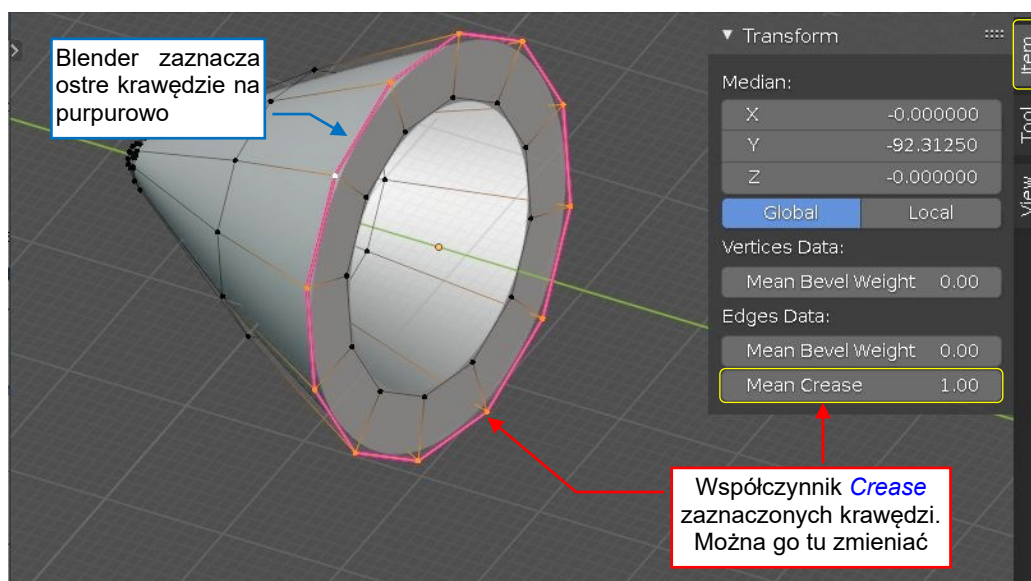 Blender zaznacza
ostre krawędzie na
purpurowo
Transform
Median:
X -0.000000
Y -92.31250
Z -0.000000
Global Local
Vertices Data:
Mean Bevel Weight 0.00
Edges Data:
Mean Bevel Weight 0.00
Mean Crease 1.00
Item
Tool
View
Współczynnik Crease
zaznaczonych krawędzi.
Można go tu zmieniać